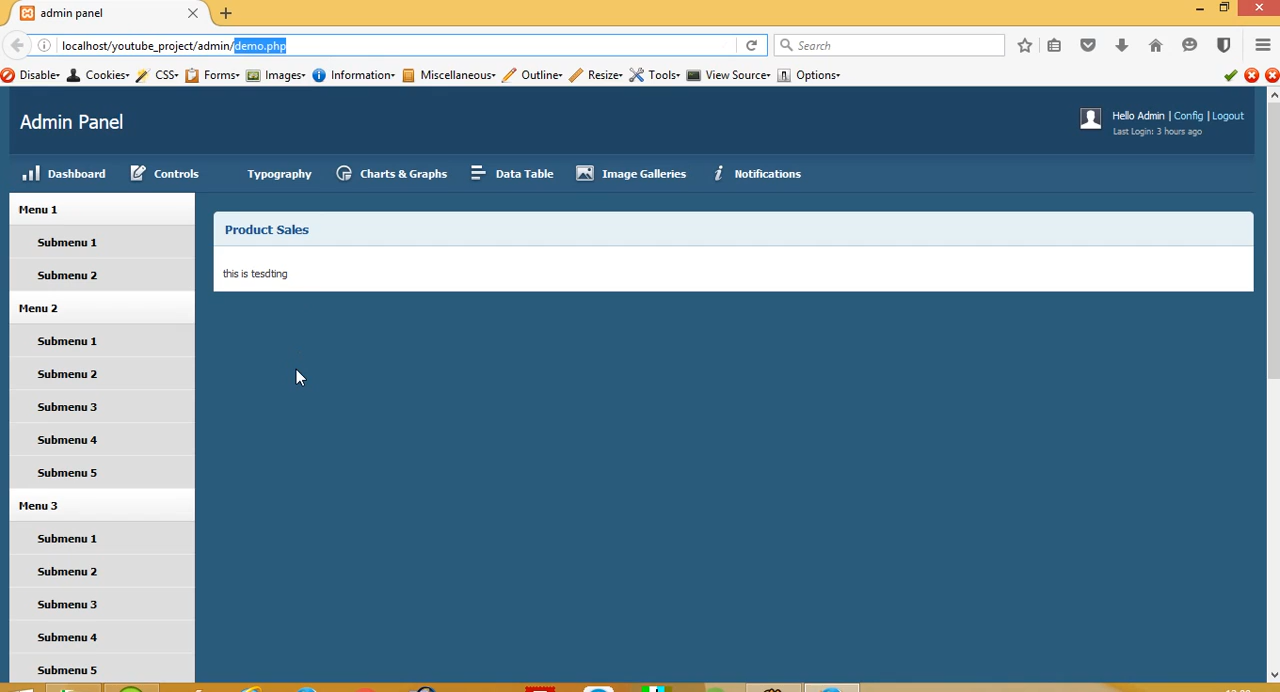 admin panel
localhost/youtube_project/admin/demo.php
Search
Disable Cookies CSS Forms Images Information Miscellaneous Outline Resize Tools View Source Options
Admin Panel
Hello Admin | Config | Logout
Last Login: 3 hours ago
Dashboard Controls Typography Charts & Graphs Data Table Image Galleries Notifications
Menu 1
Submenu 1
Submenu 2
Menu 2
Submenu 1
Submenu 2
Submenu 3
Submenu 4
Submenu 5
Menu 3
Submenu 1
Submenu 2
Submenu 3
Submenu 4
Submenu 5
Product Sales
this is tesdting